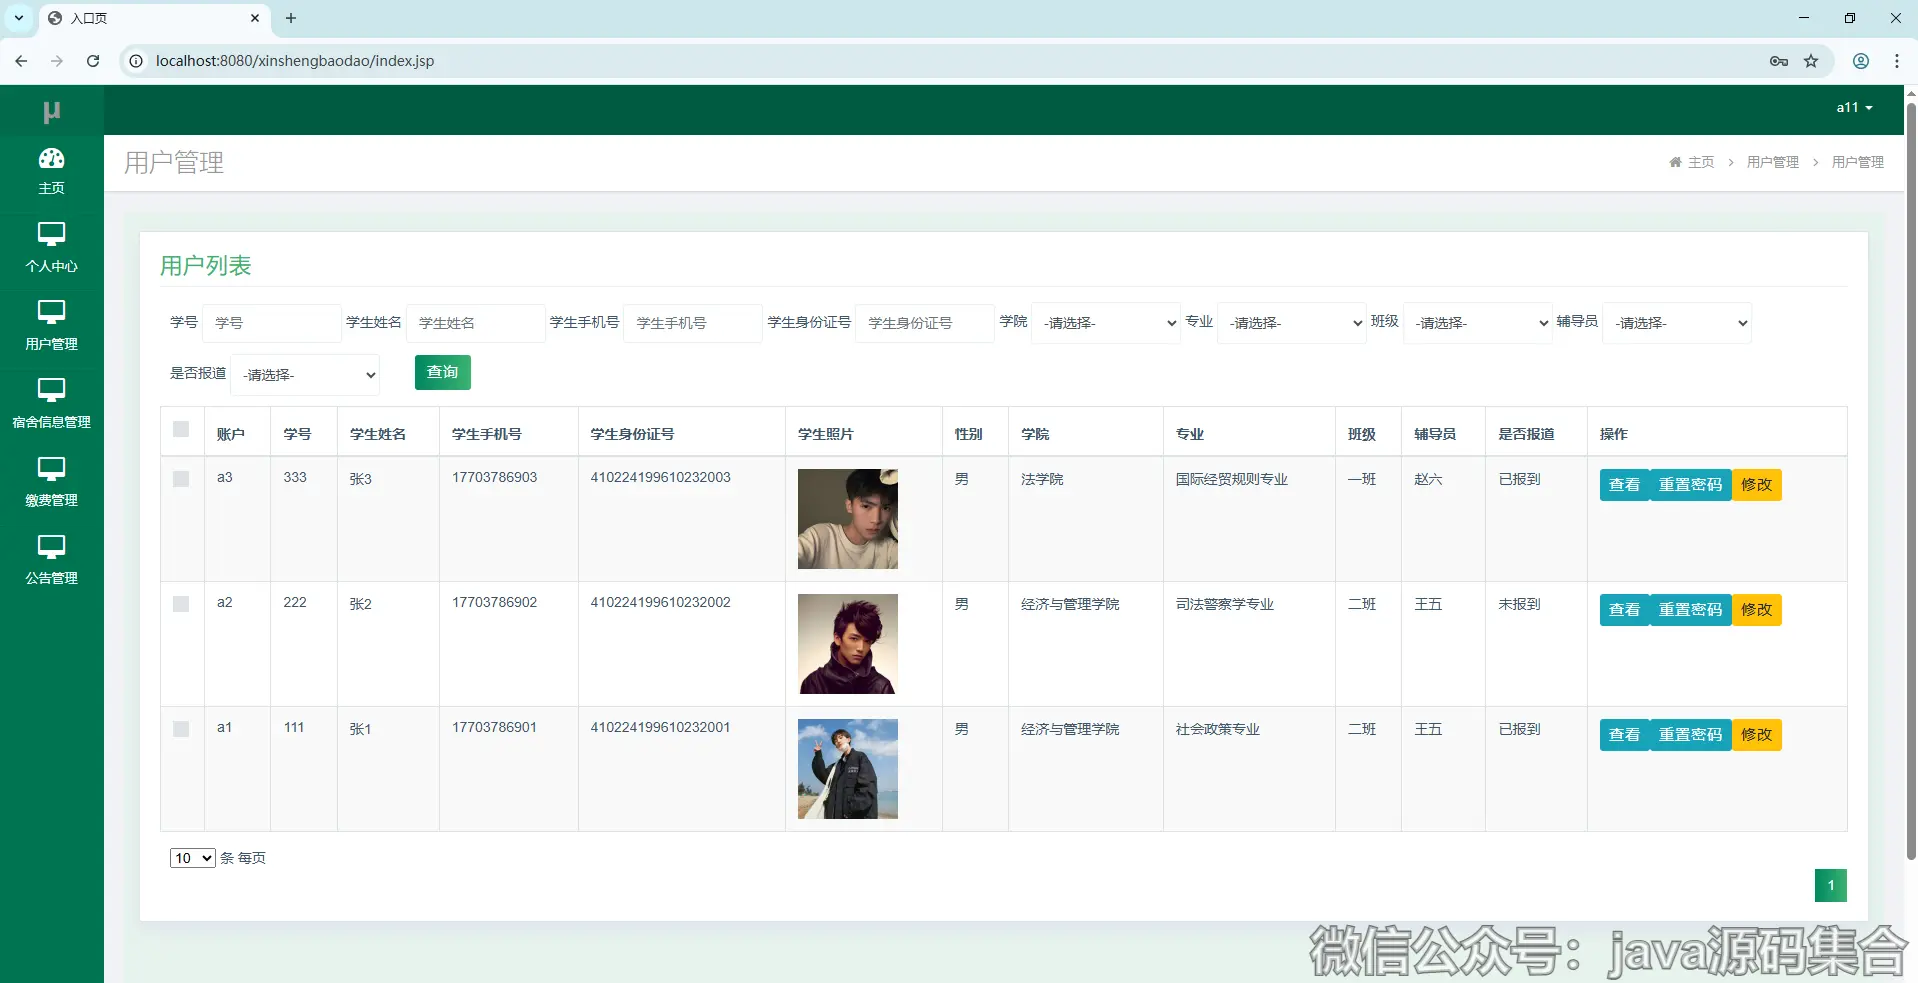 入口页
localhost:8080/xinshengbaodao/index.jsp
μ
a11
主页
个人中心
用户管理
宿舍信息管理
缴费管理
公告管理
用户管理
主页 > 用户管理 > 用户管理
用户列表
学号 学号 学生姓名 学生姓名 学生手机号 学生手机号 学生身份证号 学生身份证号 学院 -请选择- 专业 -请选择- 班级 -请选择- 辅导员 -请选择-
是否报道 -请选择- 查询
账户 学号 学生姓名 学生手机号 学生身份证号 学生照片 性别 学院 专业 班级 辅导员 是否报道 操作
a3 333 张3 17703786903 410224199610232003 男 法学院 国际经贸规则专业 一班 赵六 已报到 查看 重置密码 修改
a2 222 张2 17703786902 410224199610232002 男 经济与管理学院 司法警察学专业 二班 王五 未报到 查看 重置密码 修改
a1 111 张1 17703786901 410224199610232001 男 经济与管理学院 社会政策专业 二班 王五 已报到 查看 重置密码 修改
10 条 每页
1
微信公众号：java源码集合